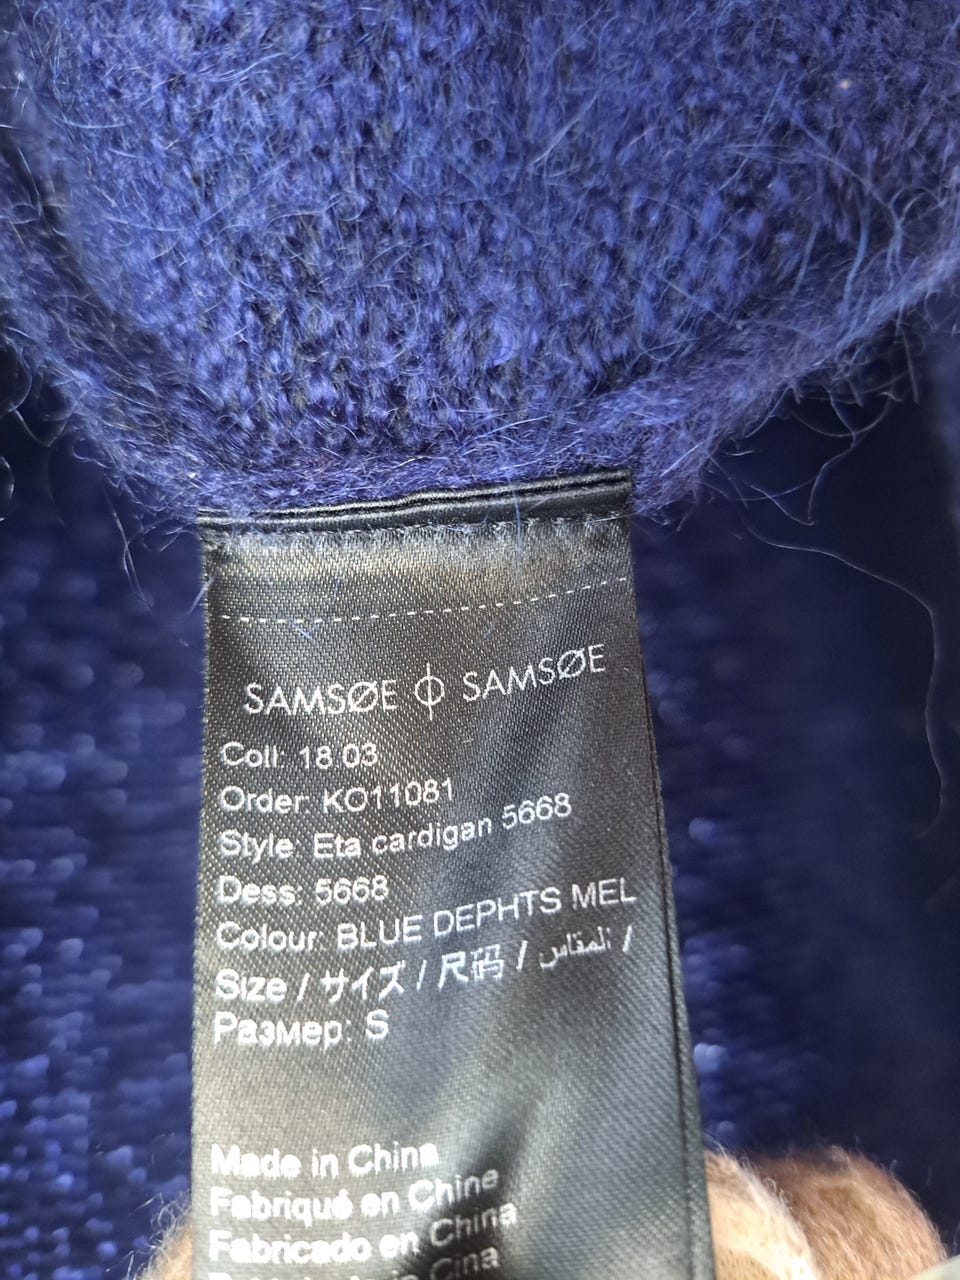 SAMSØE ϕ SAMSØE
Coll: 18 03
Order: KO11081
Style: Eta cardigan 5668
Dess: 5668
Colour: BLUE DEPHTS MEL
Size / サイズ / 尺码 / المقاس /
Размер: S
Made in China
Fabriqué en Chine
Fabricado en China